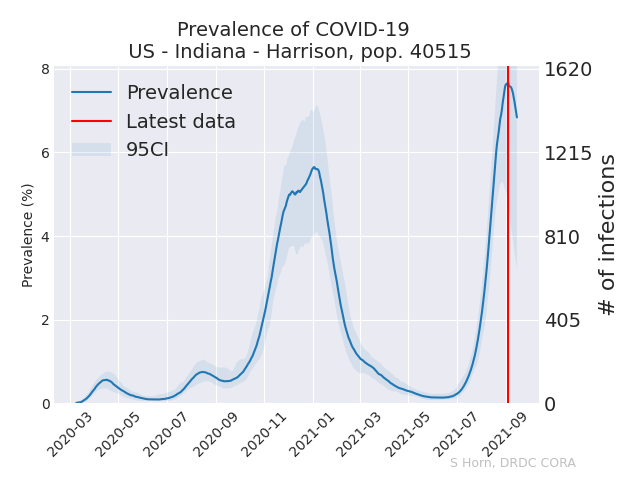 Prevalence of COVID-19
US - Indiana - Harrison, pop. 40515
Prevalence
Latest data
95CI
Prevalence (%)
8
6
4
2
0
1620
1215
810
405
0
# of infections
2020-03
2020-05
2020-07
2020-09
2020-11
2021-01
2021-03
2021-05
2021-07
2021-09
S Horn, DRDC CORA